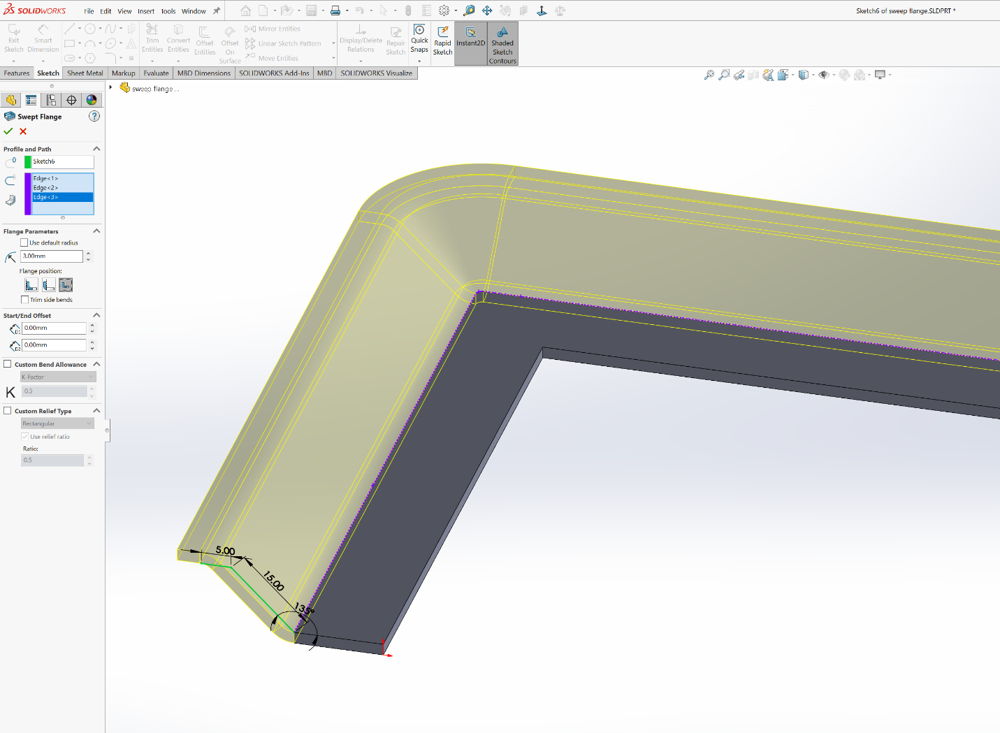 SOLIDWORKS File Edit View Insert Tools Window Sketch6 of sweep flange.SLDPRT *
Exit Sketch
Smart Dimension
Trim Entities
Convert Entities
Offset Entities
Offset On Surface
Mirror Entities
Linear Sketch Pattern
Move Entities
Display/Delete Relations
Repair Sketch
Quick Snaps
Rapid Sketch
Instant2D
Shaded Sketch Contours
Features Sketch Sheet Metal Markup Evaluate MBD Dimensions SOLIDWORKS Add-Ins MBD SOLIDWORKS Visualize
sweep flange ...
Swept Flange
Profile and Path
Sketch6
Edge<1>
Edge<2>
Edge<3>
Flange Parameters
Use default radius
3.00mm
Flange position:
Trim side bends
Start/End Offset
D1 0.00mm
D2 0.00mm
Custom Bend Allowance
K-Factor
K 0.5
Custom Relief Type
Rectangular
Use relief ratio
Ratio:
0.5
5.00
15.00
135°